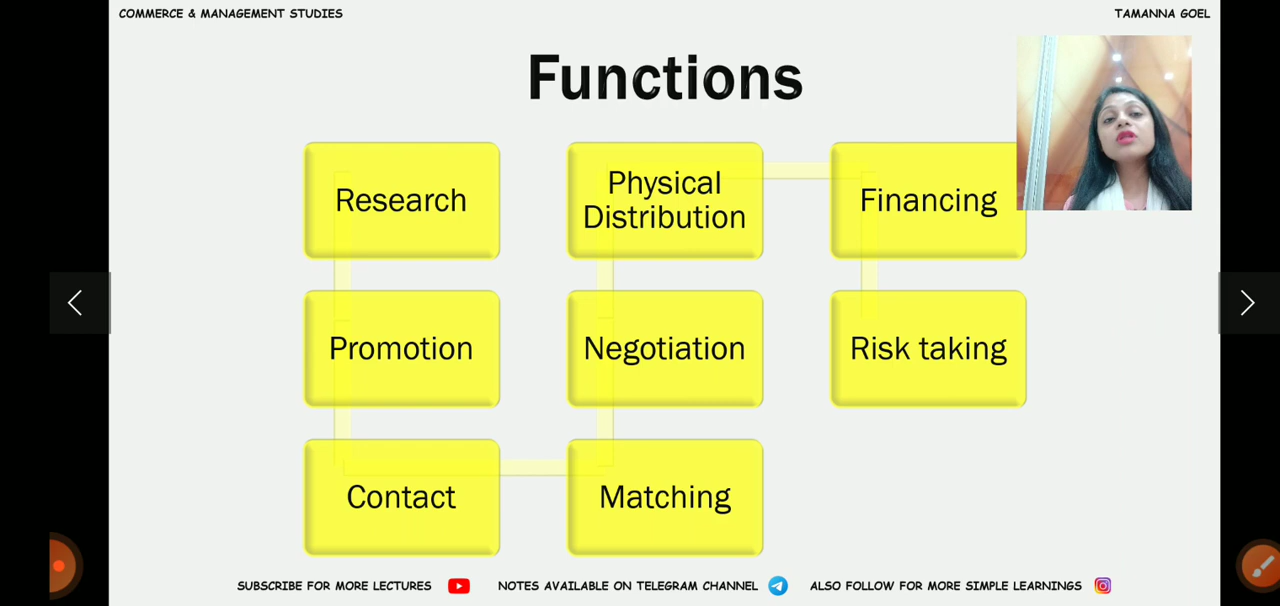 COMMERCE & MANAGEMENT STUDIES
TAMANNA GOEL
Functions
Research
Promotion
Contact
Matching
Negotiation
Physical
Distribution
Financing
Risk taking
SUBSCRIBE FOR MORE LECTURES
NOTES AVAILABLE ON TELEGRAM CHANNEL
ALSO FOLLOW FOR MORE SIMPLE LEARNINGS